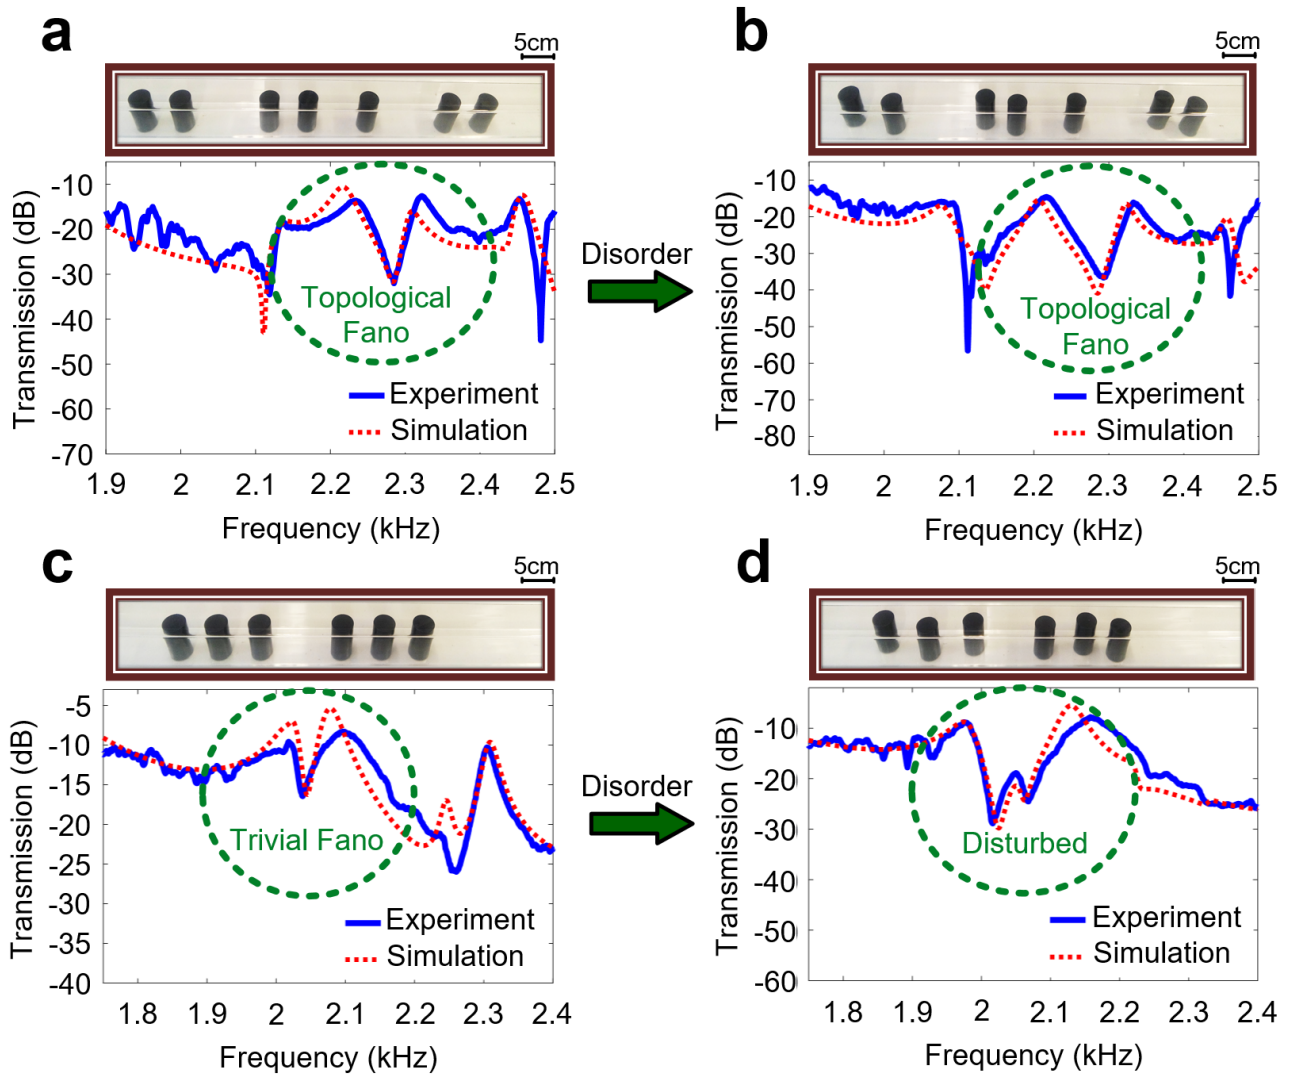 a
5cm
Transmission (dB)
-10
-20
-30
-40
-50
-60
-70
Topological
Fano
Experiment
Simulation
1.9 2 2.1 2.2 2.3 2.4 2.5
Frequency (kHz)
Disorder
b
5cm
Transmission (dB)
-10
-20
-30
-40
-50
-60
-70
-80
Topological
Fano
Experiment
Simulation
1.9 2 2.1 2.2 2.3 2.4 2.5
Frequency (kHz)
c
5cm
Transmission (dB)
-5
-10
-15
-20
-25
-30
-35
-40
Trivial Fano
Experiment
Simulation
1.8 1.9 2 2.1 2.2 2.3 2.4
Frequency (kHz)
Disorder
d
5cm
Transmission (dB)
-10
-20
-30
-40
-50
-60
Disturbed
Experiment
Simulation
1.8 1.9 2 2.1 2.2 2.3 2.4
Frequency (kHz)